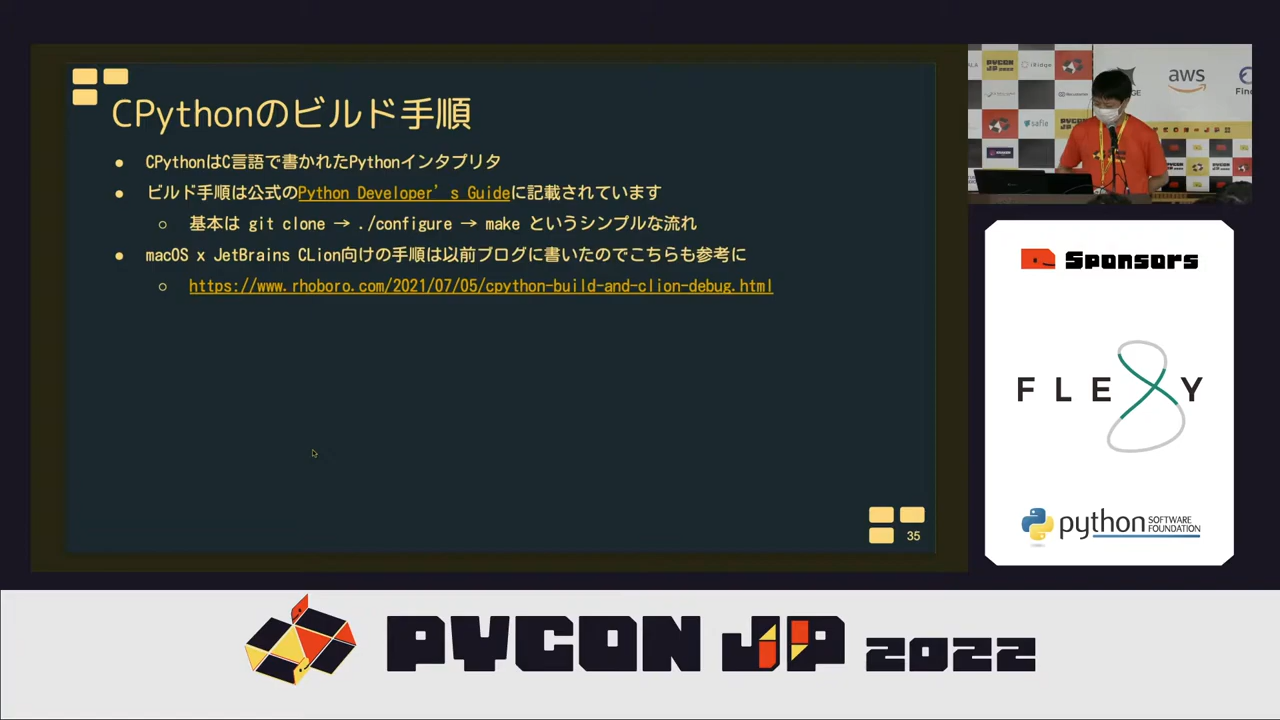 CPythonのビルド手順
● CPythonはC言語で書かれたPythonインタプリタ
● ビルド手順は公式のPython Developer’s Guideに記載されています
○ 基本は git clone → ./configure → make というシンプルな流れ
● macOS x JetBrains CLion向けの手順は以前ブログに書いたのでこちらも参考に
○ https://www.rhoboro.com/2021/07/05/cpython-build-and-clion-debug.html
35
aws
safie
Sponsors
FLEXY
python SOFTWARE FOUNDATION
PYCON JP 2022